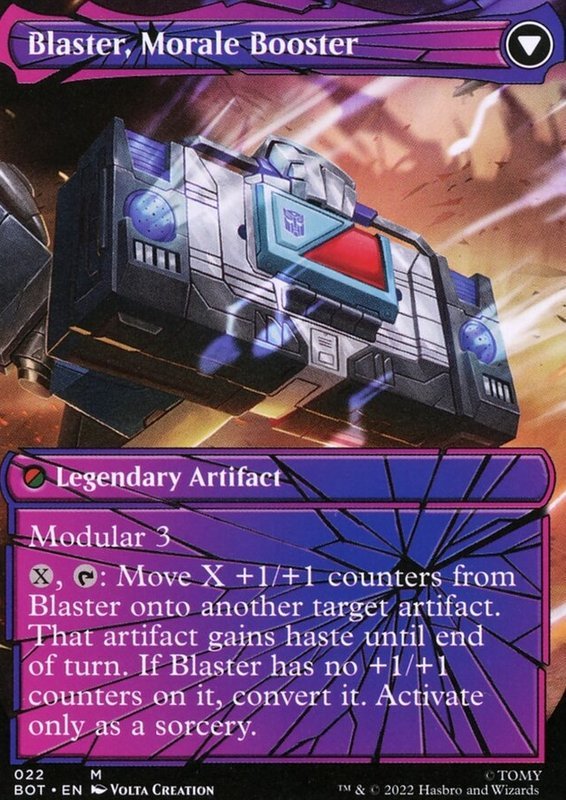 Blaster, Morale Booster
Legendary Artifact
Modular 3
X, : Move X +1/+1 counters from
Blaster onto another target artifact.
That artifact gains haste until end
of turn. If Blaster has no +1/+1
counters on it, convert it. Activate
only as a sorcery.
022 M
BOT • EN Volta Creation
© TOMY
™ & © 2022 Hasbro and Wizards